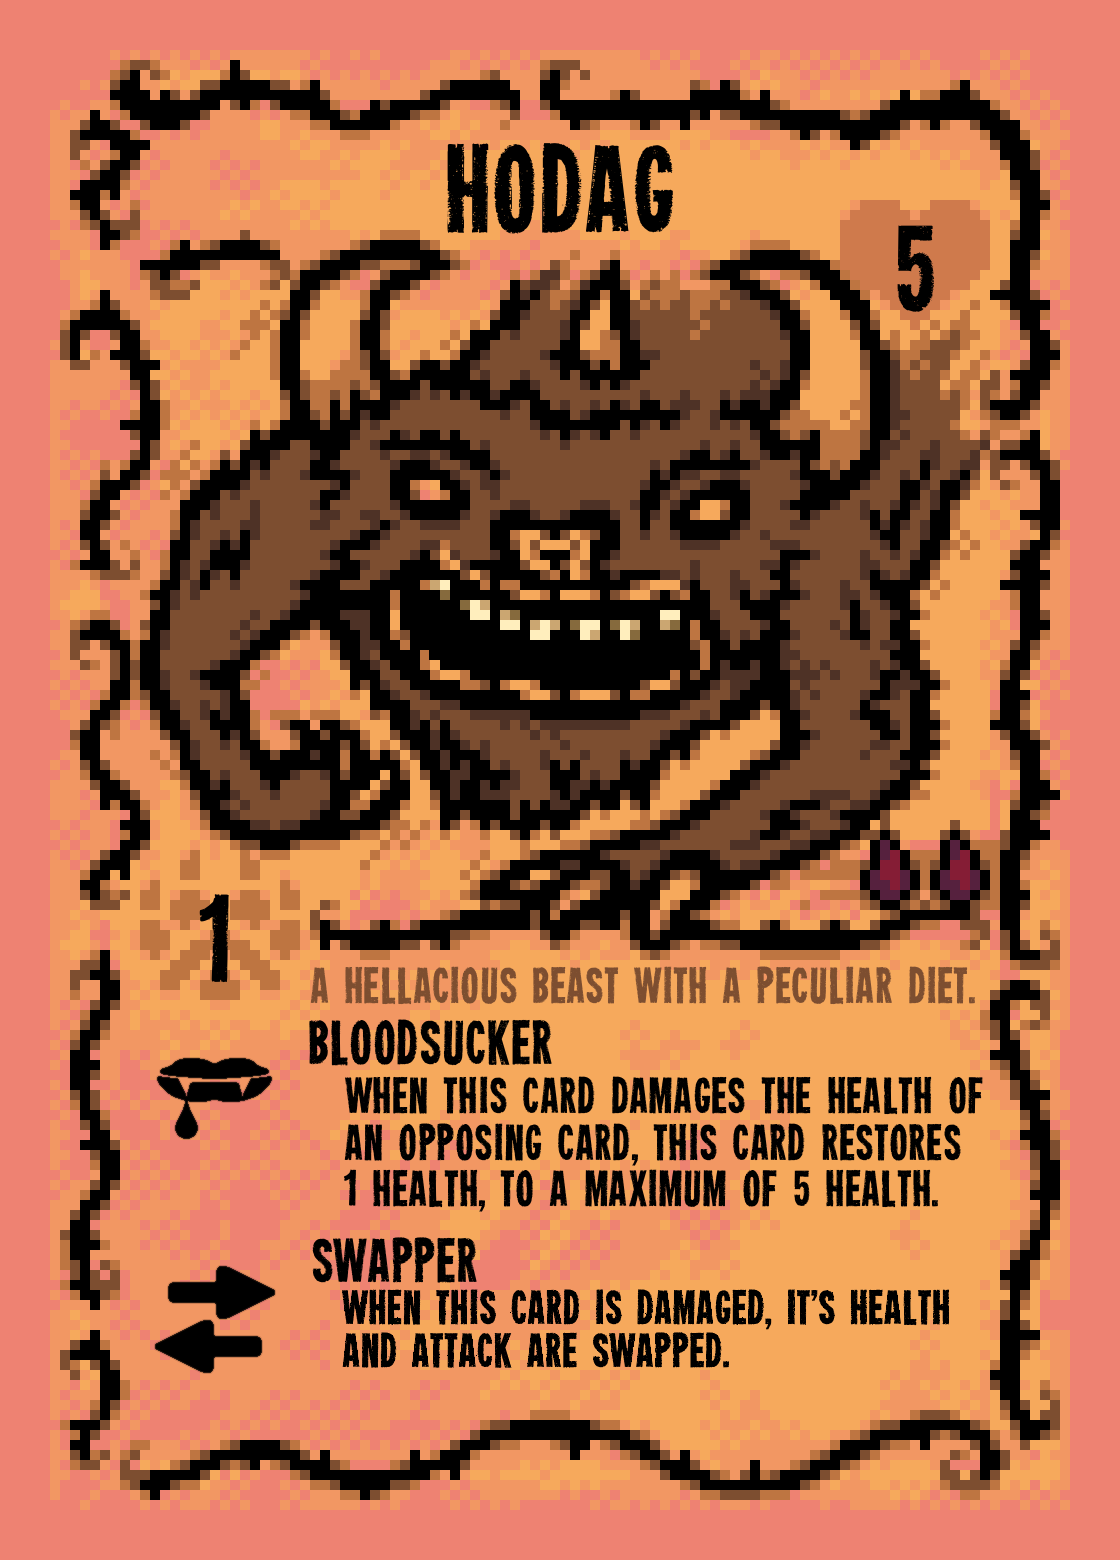 HODAG
5
1
A HELLACIOUS BEAST WITH A PECULIAR DIET.
BLOODSUCKER
WHEN THIS CARD DAMAGES THE HEALTH OF
AN OPPOSING CARD, THIS CARD RESTORES
1 HEALTH, TO A MAXIMUM OF 5 HEALTH.
SWAPPER
WHEN THIS CARD IS DAMAGED, IT'S HEALTH
AND ATTACK ARE SWAPPED.